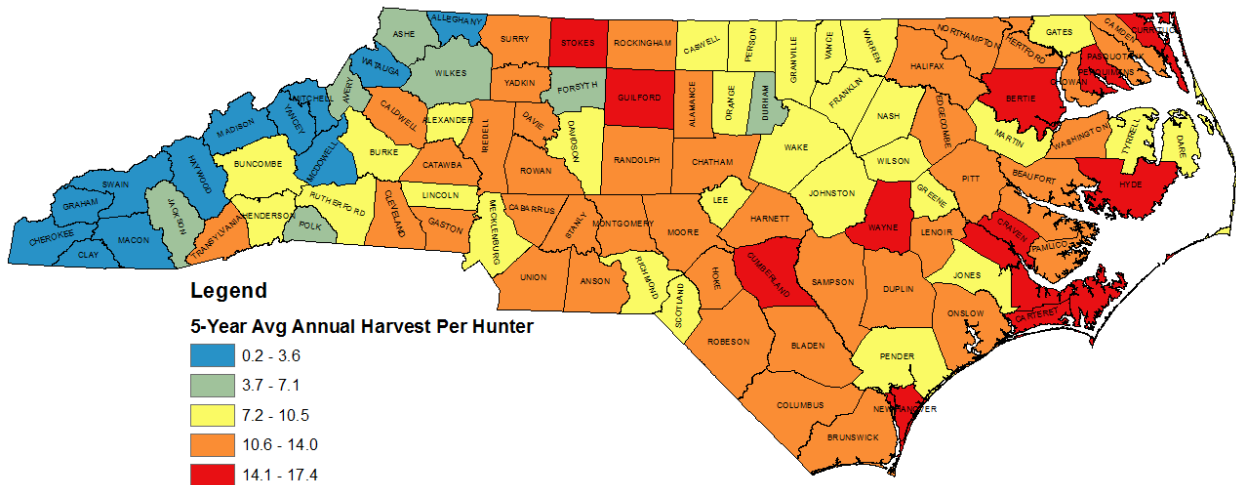 ALLEGHANY
ASHE
SURRY
STOKES
ROCKINGHAM
CASWELL
PERSON
GRANVILLE
VANCE
WARREN
NORTHAMPTON
HERTFORD
GATES
CAMDEN
CURRITUCK
PASQUOTANK
PERQUIMANS
CHOWAN
WATAUGA
WILKES
YADKIN
FORSYTH
GUILFORD
ALAMANCE
ORANGE
DURHAM
FRANKLIN
HALIFAX
BERTIE
AVERY
MITCHELL
YANCEY
MADISON
CALDWELL
ALEXANDER
IREDELL
DAVIE
DAVIDSON
RANDOLPH
CHATHAM
WAKE
NASH
EDGECOMBE
MARTIN
WASHINGTON
TYRRELL
DARE
HAYWOOD
BUNCOMBE
MCDOWELL
BURKE
CATAWBA
ROWAN
WILSON
PITT
BEAUFORT
HYDE
SWAIN
GRAHAM
JACKSON
RUTHERFORD
LINCOLN
LEE
JOHNSTON
GREENE
CHEROKEE
MACON
CLAY
TRANSYLVANIA
HENDERSON
POLK
CLEVELAND
GASTON
MECKLENBURG
CABARRUS
STANLY
MONTGOMERY
MOORE
HARNETT
WAYNE
LENOIR
CRAVEN
PAMLICO
UNION
ANSON
RICHMOND
SCOTLAND
HOKE
CUMBERLAND
SAMPSON
DUPLIN
JONES
ONSLOW
CARTERET
ROBESON
BLADEN
PENDER
COLUMBUS
NEW HANOVER
BRUNSWICK
Legend
5-Year Avg Annual Harvest Per Hunter
0.2 - 3.6
3.7 - 7.1
7.2 - 10.5
10.6 - 14.0
14.1 - 17.4